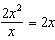 2x²/x = 2x